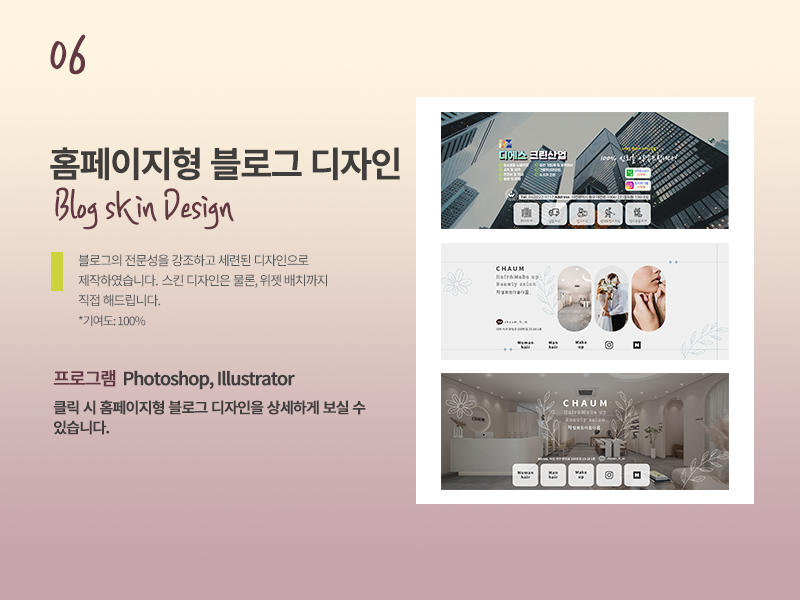 06
홈페이지형 블로그 디자인
Blog skin Design
블로그의 전문성을 강조하고 세련된 디자인으로
제작하였습니다. 스킨 디자인은 물론, 위젯 배치까지
직접 해드립니다.
*기여도: 100%
프로그램 Photoshop, Illustrator
클릭 시 홈페이지형 블로그 디자인을 상세하게 보실 수
있습니다.
디에스 크린산업
CHAUM
Hair&Make up
Beauty salon
chaum_h_m
Woman hair
Man hair
Make up
CHAUM
Hair&Make up
Beauty salon
Woman hair
Man hair
Make up